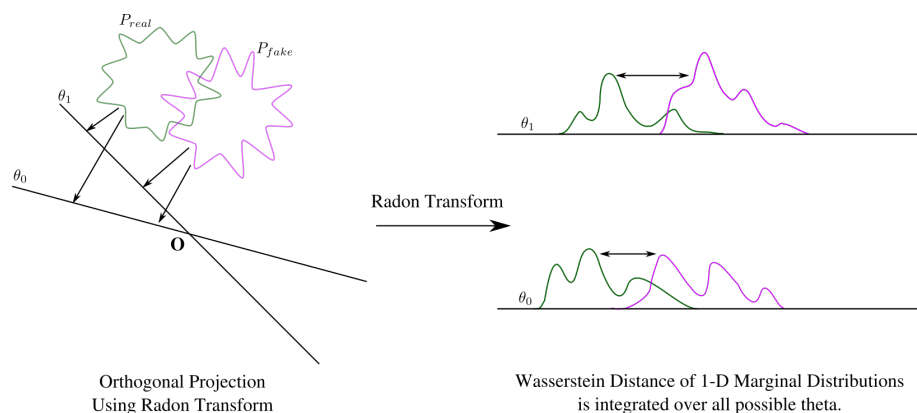 P_real
P_fake
θ_1
θ_0
O
Orthogonal Projection
Using Radon Transform
Radon Transform
θ_1
θ_0
Wasserstein Distance of 1-D Marginal Distributions
is integrated over all possible theta.